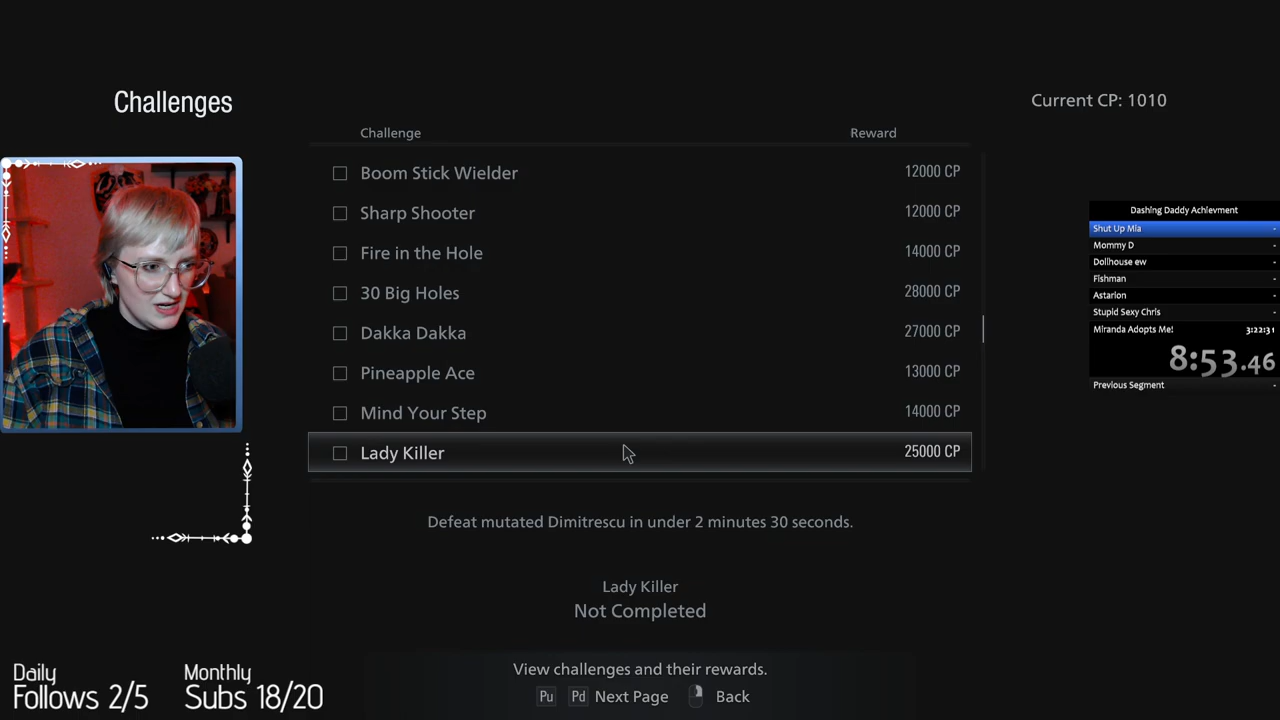 Challenges
Current CP: 1010
Challenge Reward
Boom Stick Wielder 12000 CP
Sharp Shooter 12000 CP
Fire in the Hole 14000 CP
30 Big Holes 28000 CP
Dakka Dakka 27000 CP
Pineapple Ace 13000 CP
Mind Your Step 14000 CP
Lady Killer 25000 CP
Defeat mutated Dimitrescu in under 2 minutes 30 seconds.
Lady Killer
Not Completed
View challenges and their rewards.
Pu Pd Next Page Back
Dashing Daddy Achievment
Shut Up Mia -
Mommy D -
Dollhouse ew -
Fishman -
Astarion -
Stupid Sexy Chris -
Miranda Adopts Me! 3:22:31
8:53.46
Previous Segment -
Daily
Follows 2/5
Monthly
Subs 18/20